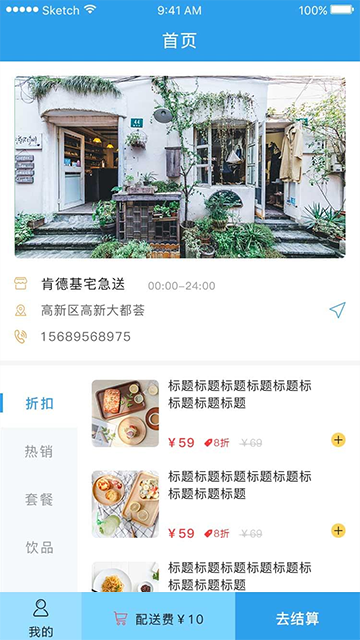 Sketch
9:41 AM
100%
首页
肯德基宅急送
00:00-24:00
高新区高新大都荟
15689568975
折扣
热销
套餐
饮品
标题标题标题标题标题标
标题标题标题
¥59
8折
¥69
标题标题标题标题标题标
标题标题标题
¥59
8折
¥69
标题标题标题标题标题标
标题标题标题
我的
配送费¥10
去结算